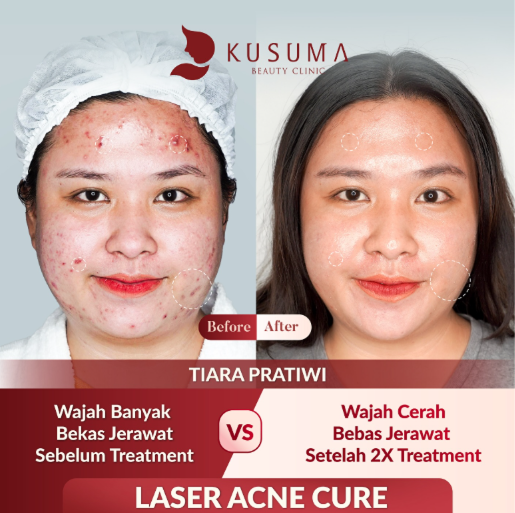 KUSUMA
BEAUTY CLINIC
Before After
TIARA PRATIWI
Wajah Banyak
Bekas Jerawat
Sebelum Treatment
VS
Wajah Cerah
Bebas Jerawat
Setelah 2X Treatment
LASER ACNE CURE